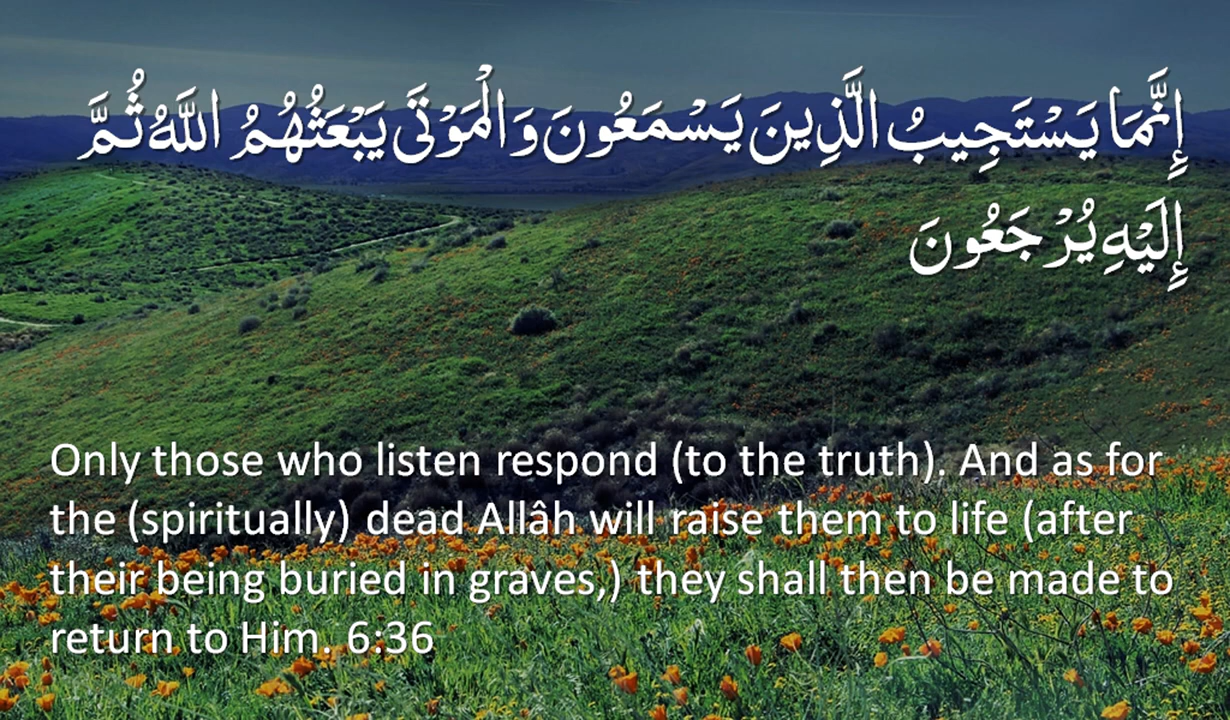 إِنَّمَا يَسْتَجِيبُ الَّذِينَ يَسْمَعُونَ وَالْمَوْتَى يَبْعَثُهُمُ اللَّهُ ثُمَّ
إِلَيْهِ يُرْجَعُونَ
Only those who listen respond (to the truth). And as for
the (spiritually) dead Allâh will raise them to life (after
their being buried in graves,) they shall then be made to
return to Him. 6:36